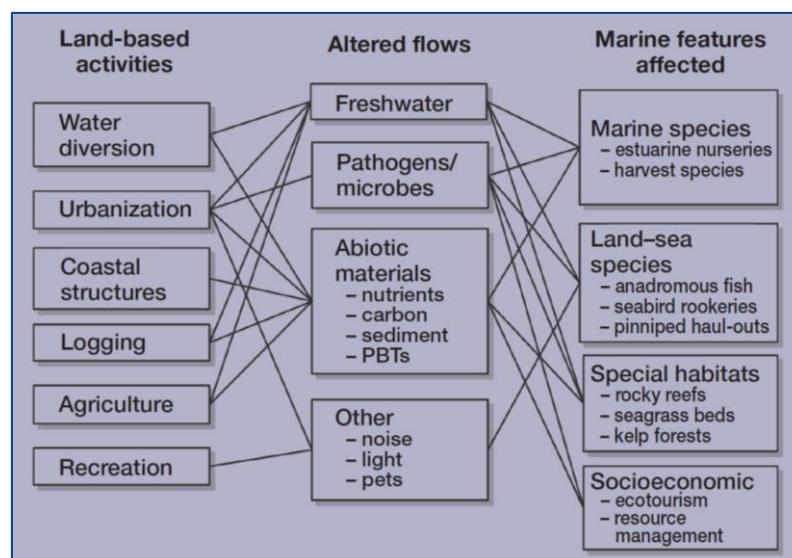 Land-based
activities
Water
diversion
Urbanization
Coastal
structures
Logging
Agriculture
Recreation
Altered flows
Freshwater
Pathogens/
microbes
Abiotic
materials
– nutrients
– carbon
– sediment
– PBTs
Other
– noise
– light
– pets
Marine features
affected
Marine species
– estuarine nurseries
– harvest species
Land–sea
species
– anadromous fish
– seabird rookeries
– pinniped haul-outs
Special habitats
– rocky reefs
– seagrass beds
– kelp forests
Socioeconomic
– ecotourism
– resource
management